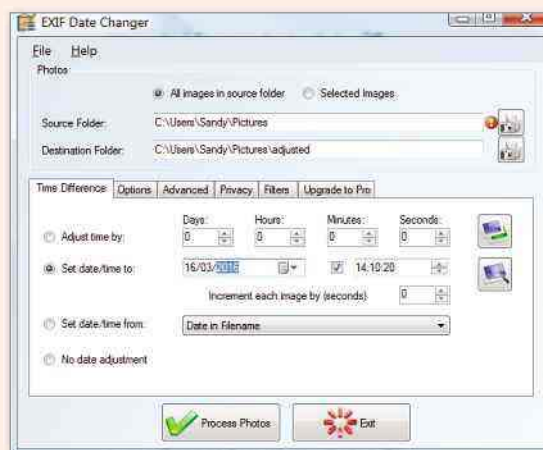 EXIF Date Changer
File Help
Photos
All images in source folder Selected Images
Source Folder: C:\Users\Sandy\Pictures
Destination Folder: C:\Users\Sandy\Pictures\adjusted
Time Difference Options Advanced Privacy Filters Upgrade to Pro
Days: Hours: Minutes: Seconds:
Adjust time by: 0 0 0 0
Set date/time to: 16/03/2016 14:10:20
Increment each image by (seconds) 0
Set date/time from: Date in Filename
No date adjustment
Process Photos Exit